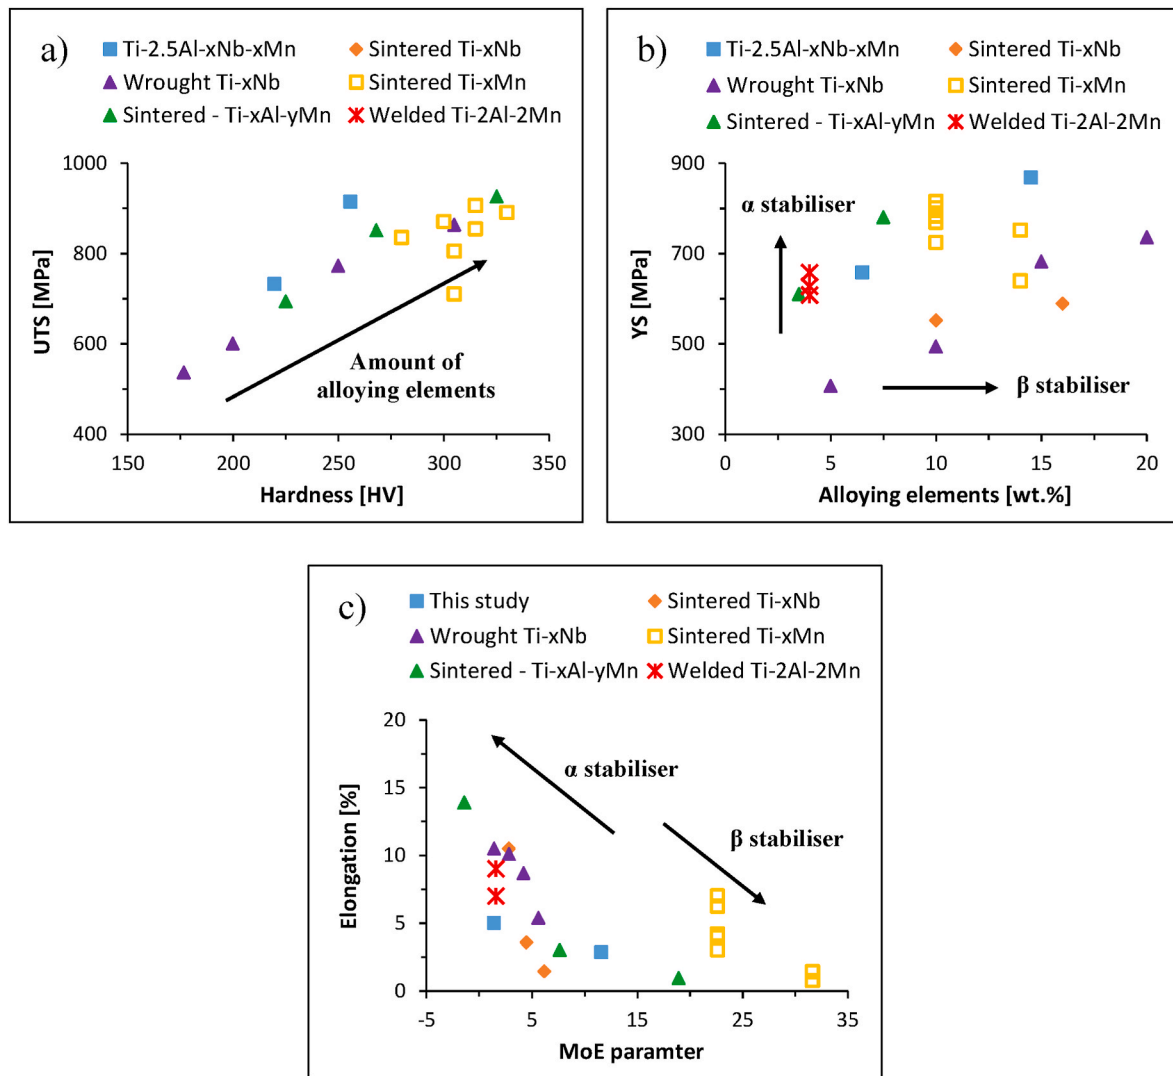 a)
Ti-2.5Al-xNb-xMn Sintered Ti-xNb
Wrought Ti-xNb Sintered Ti-xMn
Sintered - Ti-xAl-yMn Welded Ti-2Al-2Mn
1000
800
600
400
UTS [MPa]
Amount of
alloying elements
150 200 250 300 350
Hardness [HV]
b)
Ti-2.5Al-xNb-xMn Sintered Ti-xNb
Wrought Ti-xNb Sintered Ti-xMn
Sintered - Ti-xAl-yMn Welded Ti-2Al-2Mn
900
700
500
300
YS [MPa]
α stabiliser
β stabiliser
0 5 10 15 20
Alloying elements [wt.%]
c)
This study Sintered Ti-xNb
Wrought Ti-xNb Sintered Ti-xMn
Sintered - Ti-xAl-yMn Welded Ti-2Al-2Mn
20
15
10
5
0
Elongation [%]
α stabiliser
β stabiliser
-5 5 15 25 35
MoE paramter